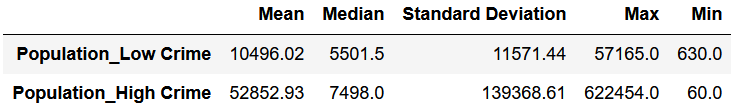 Mean Median Standard Deviation Max Min
Population_Low Crime 10496.02 5501.5 11571.44 57165.0 630.0
Population_High Crime 52852.93 7498.0 139368.61 622454.0 60.0